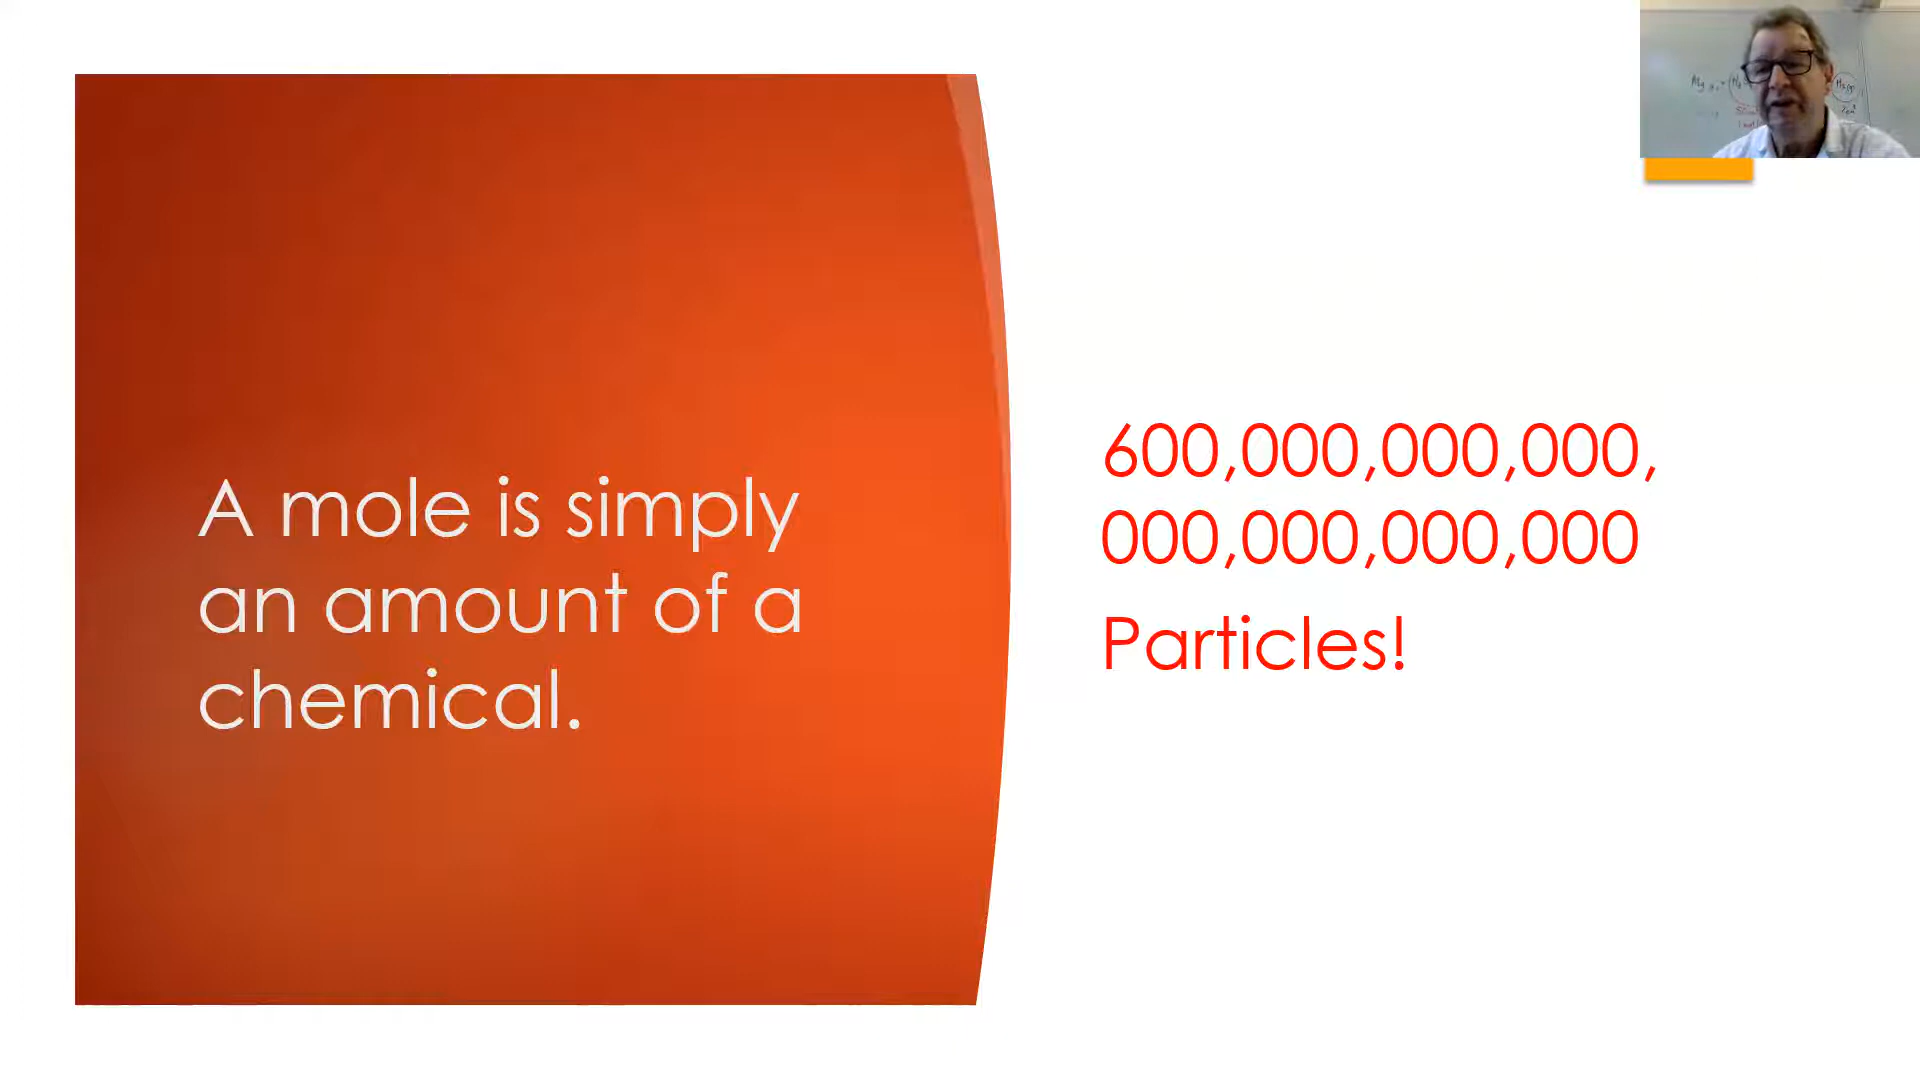 A mole is simply
an amount of a
chemical.
600,000,000,000,
000,000,000,000
Particles!